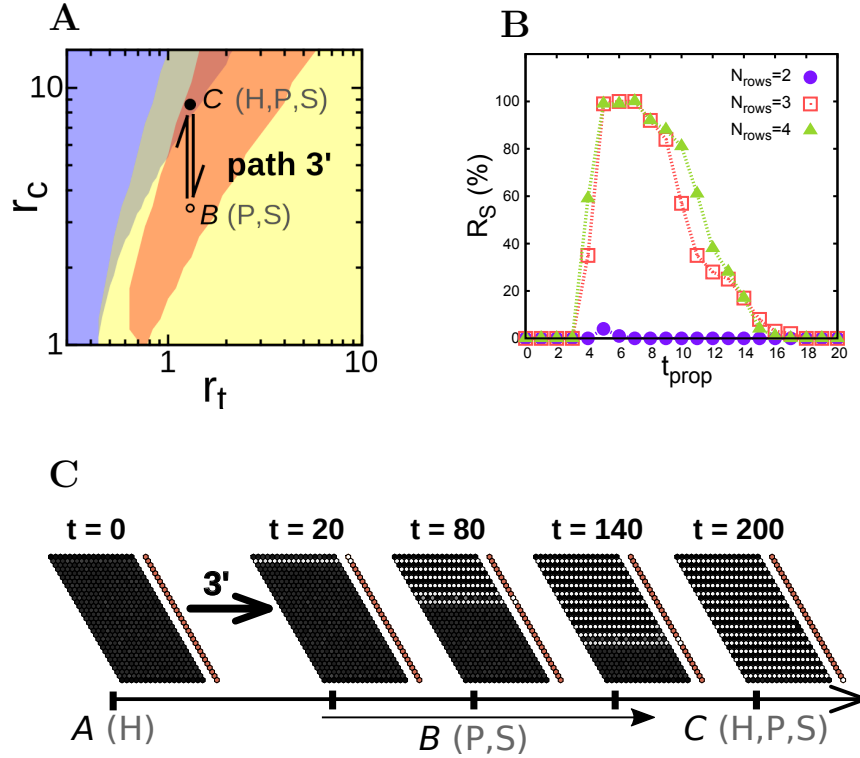 A
10
1
1
10
r_c
r_t
C (H,P,S)
path 3'
B (P,S)
B
N_rows=2
N_rows=3
N_rows=4
100
80
60
40
20
0
R_S (%)
0 2 4 6 8 10 12 14 16 18 20
t_prop
C
t = 0 t = 20 t = 80 t = 140 t = 200
3'
A (H) B (P,S) C (H,P,S)